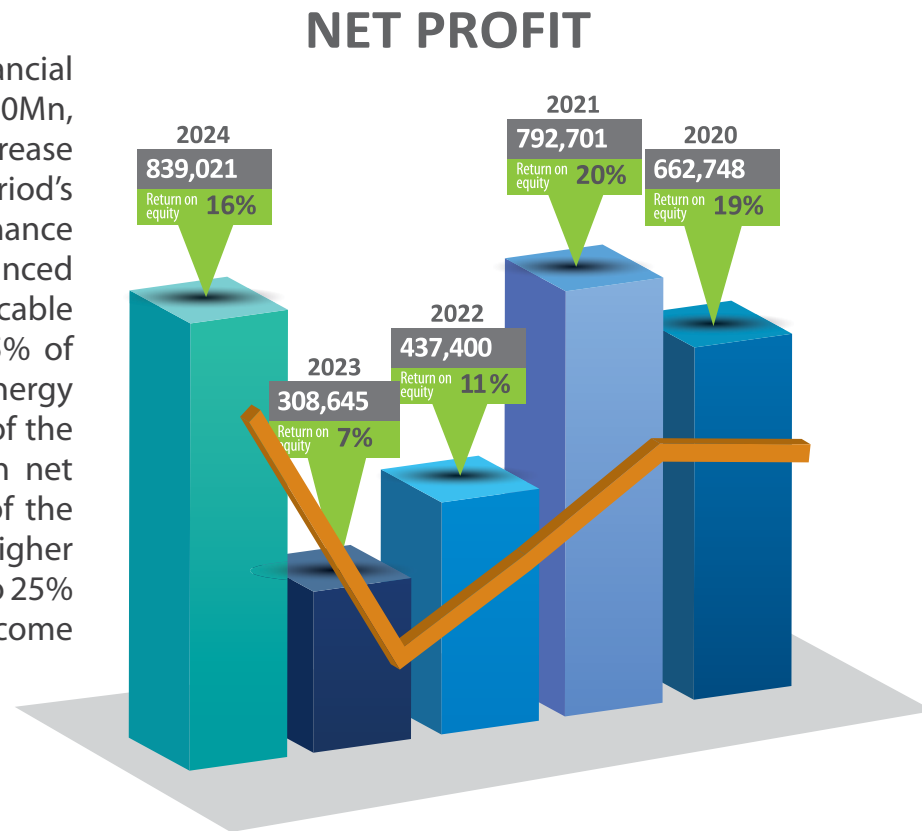 NET PROFIT
ancial
0Mn,
rease
riod's
nance
nced
cable
% of
nergy
of the
net
of the
igher
25%
come
2024
839,021
Return on
equity 16%
2023
308,645
Return on
equity 7%
2022
437,400
Return on
equity 11%
2021
792,701
Return on
equity 20%
2020
662,748
Return on
equity 19%